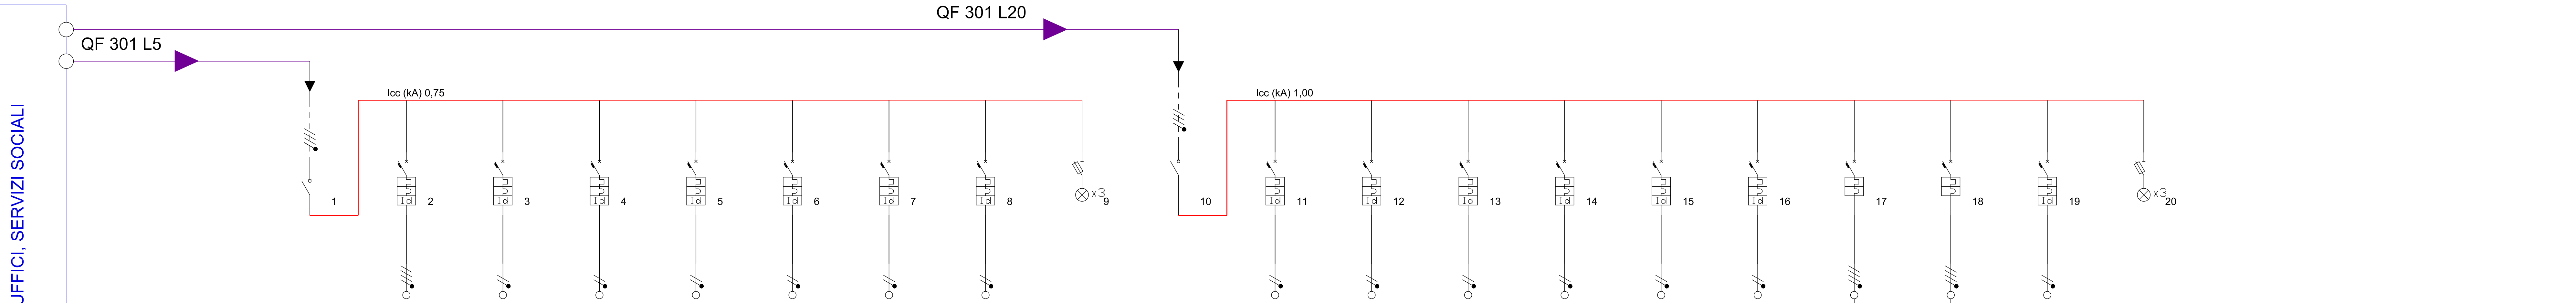 QF 301 L20
QF 301 L5
Icc (kA) 0,75
Icc (kA) 1,00
UFFICI, SERVIZI SOCIALI
x3
x3
1
2
3
4
5
6
7
8
9
10
11
12
13
14
15
16
17
18
19
20